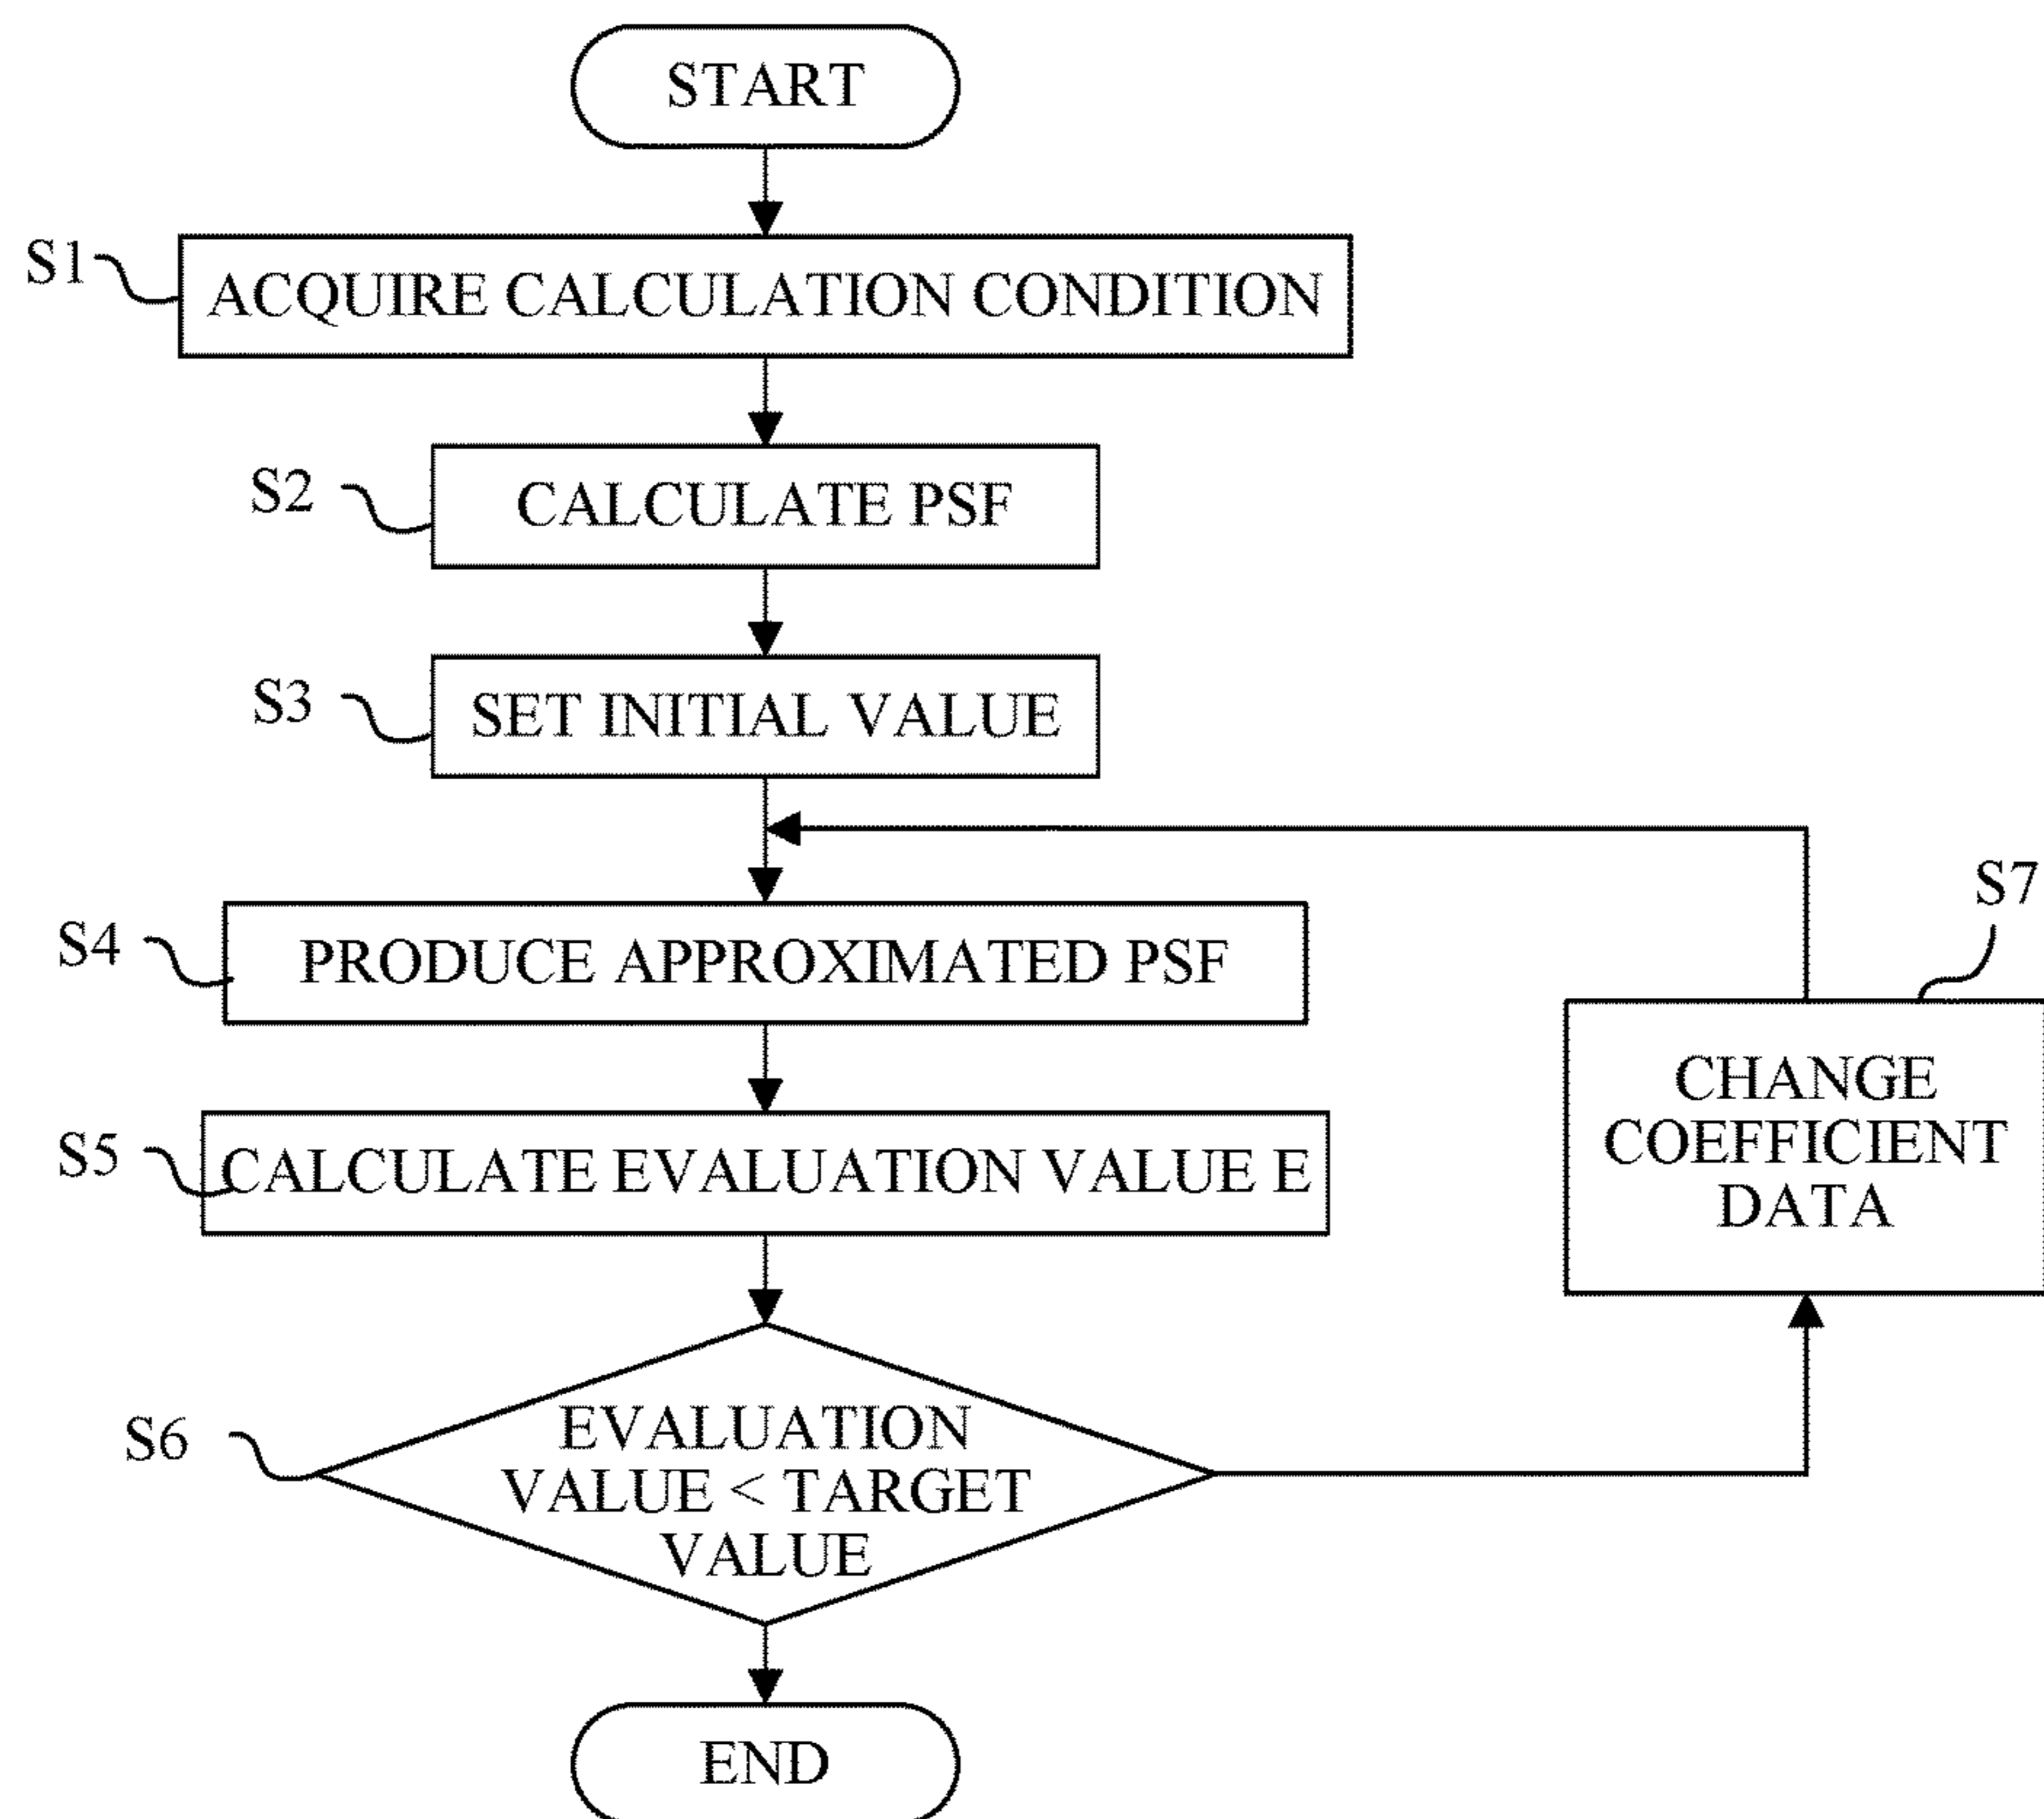 START
S1
ACQUIRE CALCULATION CONDITION
S2
CALCULATE PSF
S3
SET INITIAL VALUE
S4
PRODUCE APPROXIMATED PSF
S7
CHANGE
COEFFICIENT
DATA
S5
CALCULATE EVALUATION VALUE E
S6
EVALUATION
VALUE < TARGET
VALUE
END